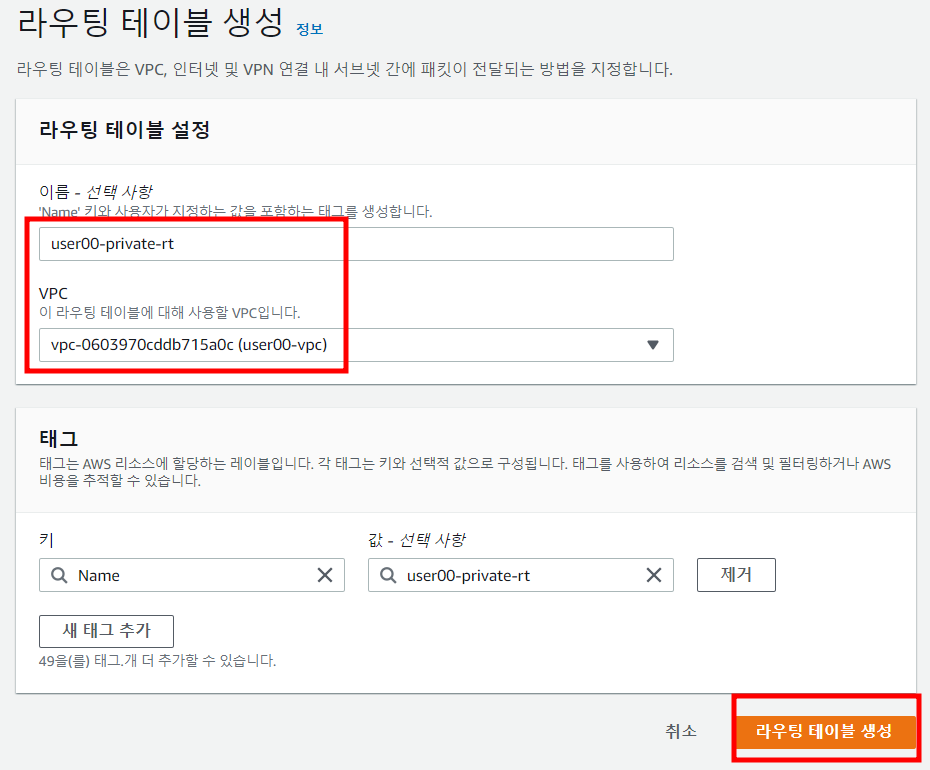 라우팅 테이블 생성 정보
라우팅 테이블은 VPC, 인터넷 및 VPN 연결 내 서브넷 간에 패킷이 전달되는 방법을 지정합니다.
라우팅 테이블 설정
이름 - 선택 사항
'Name' 키와 사용자가 지정하는 값을 포함하는 태그를 생성합니다.
user00-private-rt
VPC
이 라우팅 테이블에 대해 사용할 VPC입니다.
vpc-0603970cddb715a0c (user00-vpc)
태그
태그는 AWS 리소스에 할당하는 레이블입니다. 각 태그는 키와 선택적 값으로 구성됩니다. 태그를 사용하여 리소스를 검색 및 필터링하거나 AWS
비용을 추적할 수 있습니다.
키 값 - 선택 사항
Name user00-private-rt 제거
새 태그 추가
49을(를) 태그.개 더 추가할 수 있습니다.
취소 라우팅 테이블 생성